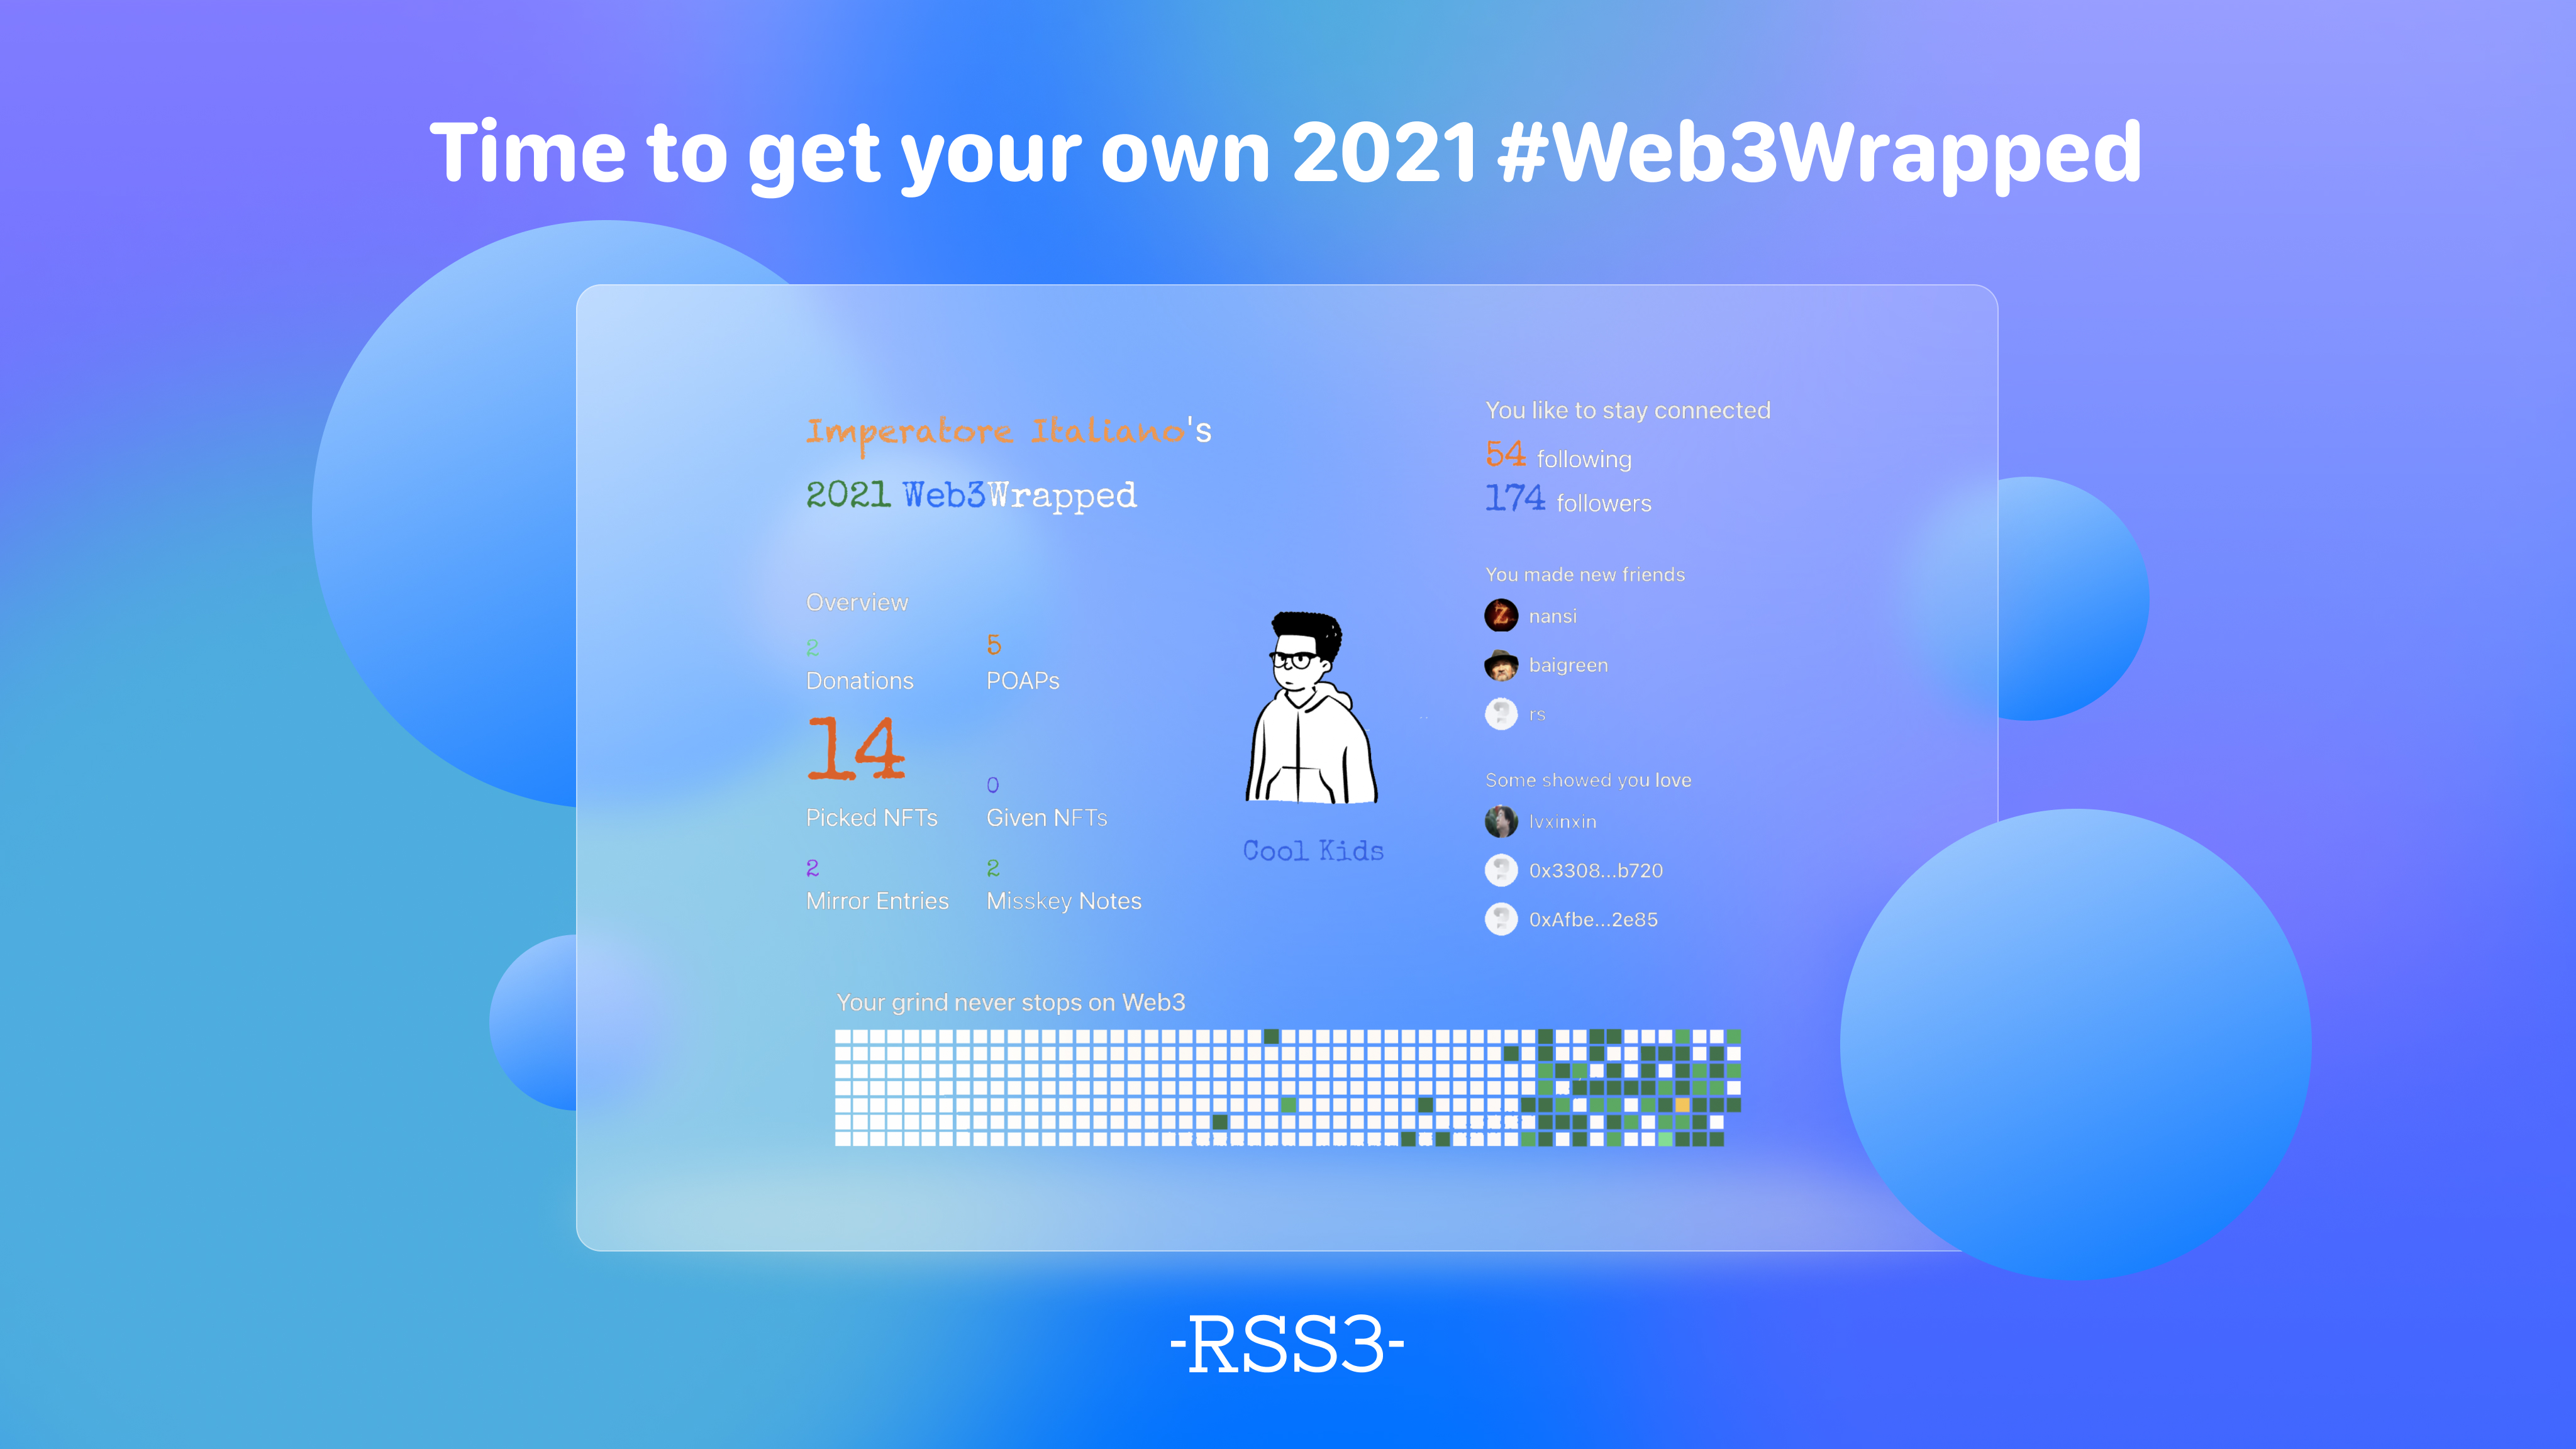 Time to get your own 2021 #Web3Wrapped
Imperatore Italiano's
2021 Web3Wrapped
Overview
2
Donations
5
POAPs
14
Picked NFTs
0
Given NFTs
2
Mirror Entries
2
Misskey Notes
Cool Kids
You like to stay connected
54 following
174 followers
You made new friends
Z
nansi
baigreen
?
rs
Some showed you love
lvxinxin
?
0x3308...b720
?
0xAfbe...2e85
Your grind never stops on Web3
-RSS3-